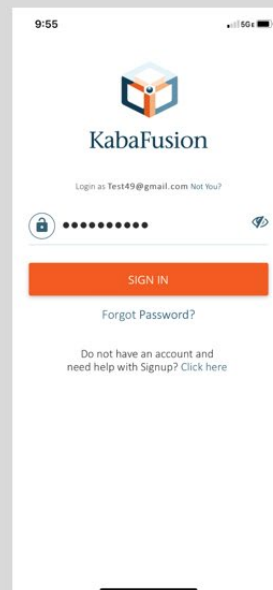 9:55
5G
KabaFusion
Login as Test49@gmail.com Not You?
••••••••••
SIGN IN
Forgot Password?
Do not have an account and
need help with Signup? Click here